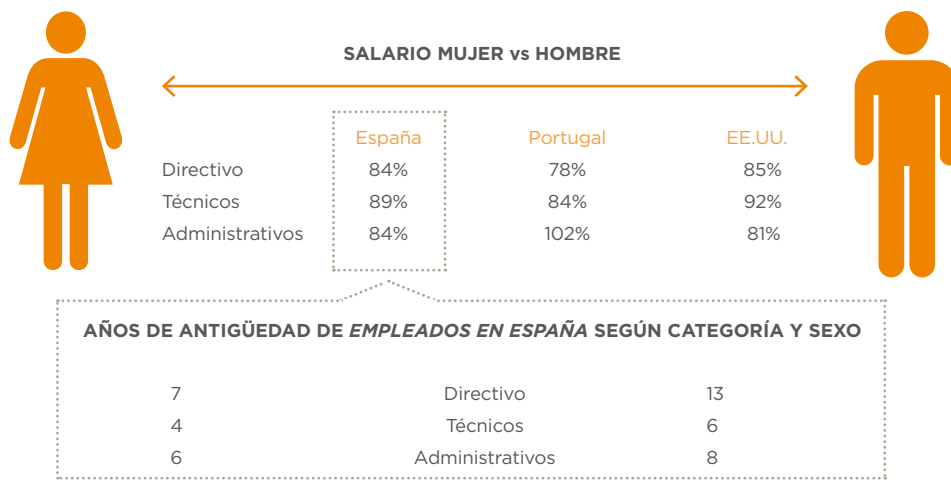 SALARIO MUJER vs HOMBRE
España Portugal EE.UU.
Directivo 84% 78% 85%
Técnicos 89% 84% 92%
Administrativos 84% 102% 81%
AÑOS DE ANTIGÜEDAD DE EMPLEADOS EN ESPAÑA SEGÚN CATEGORÍA Y SEXO
7 Directivo 13
4 Técnicos 6
6 Administrativos 8